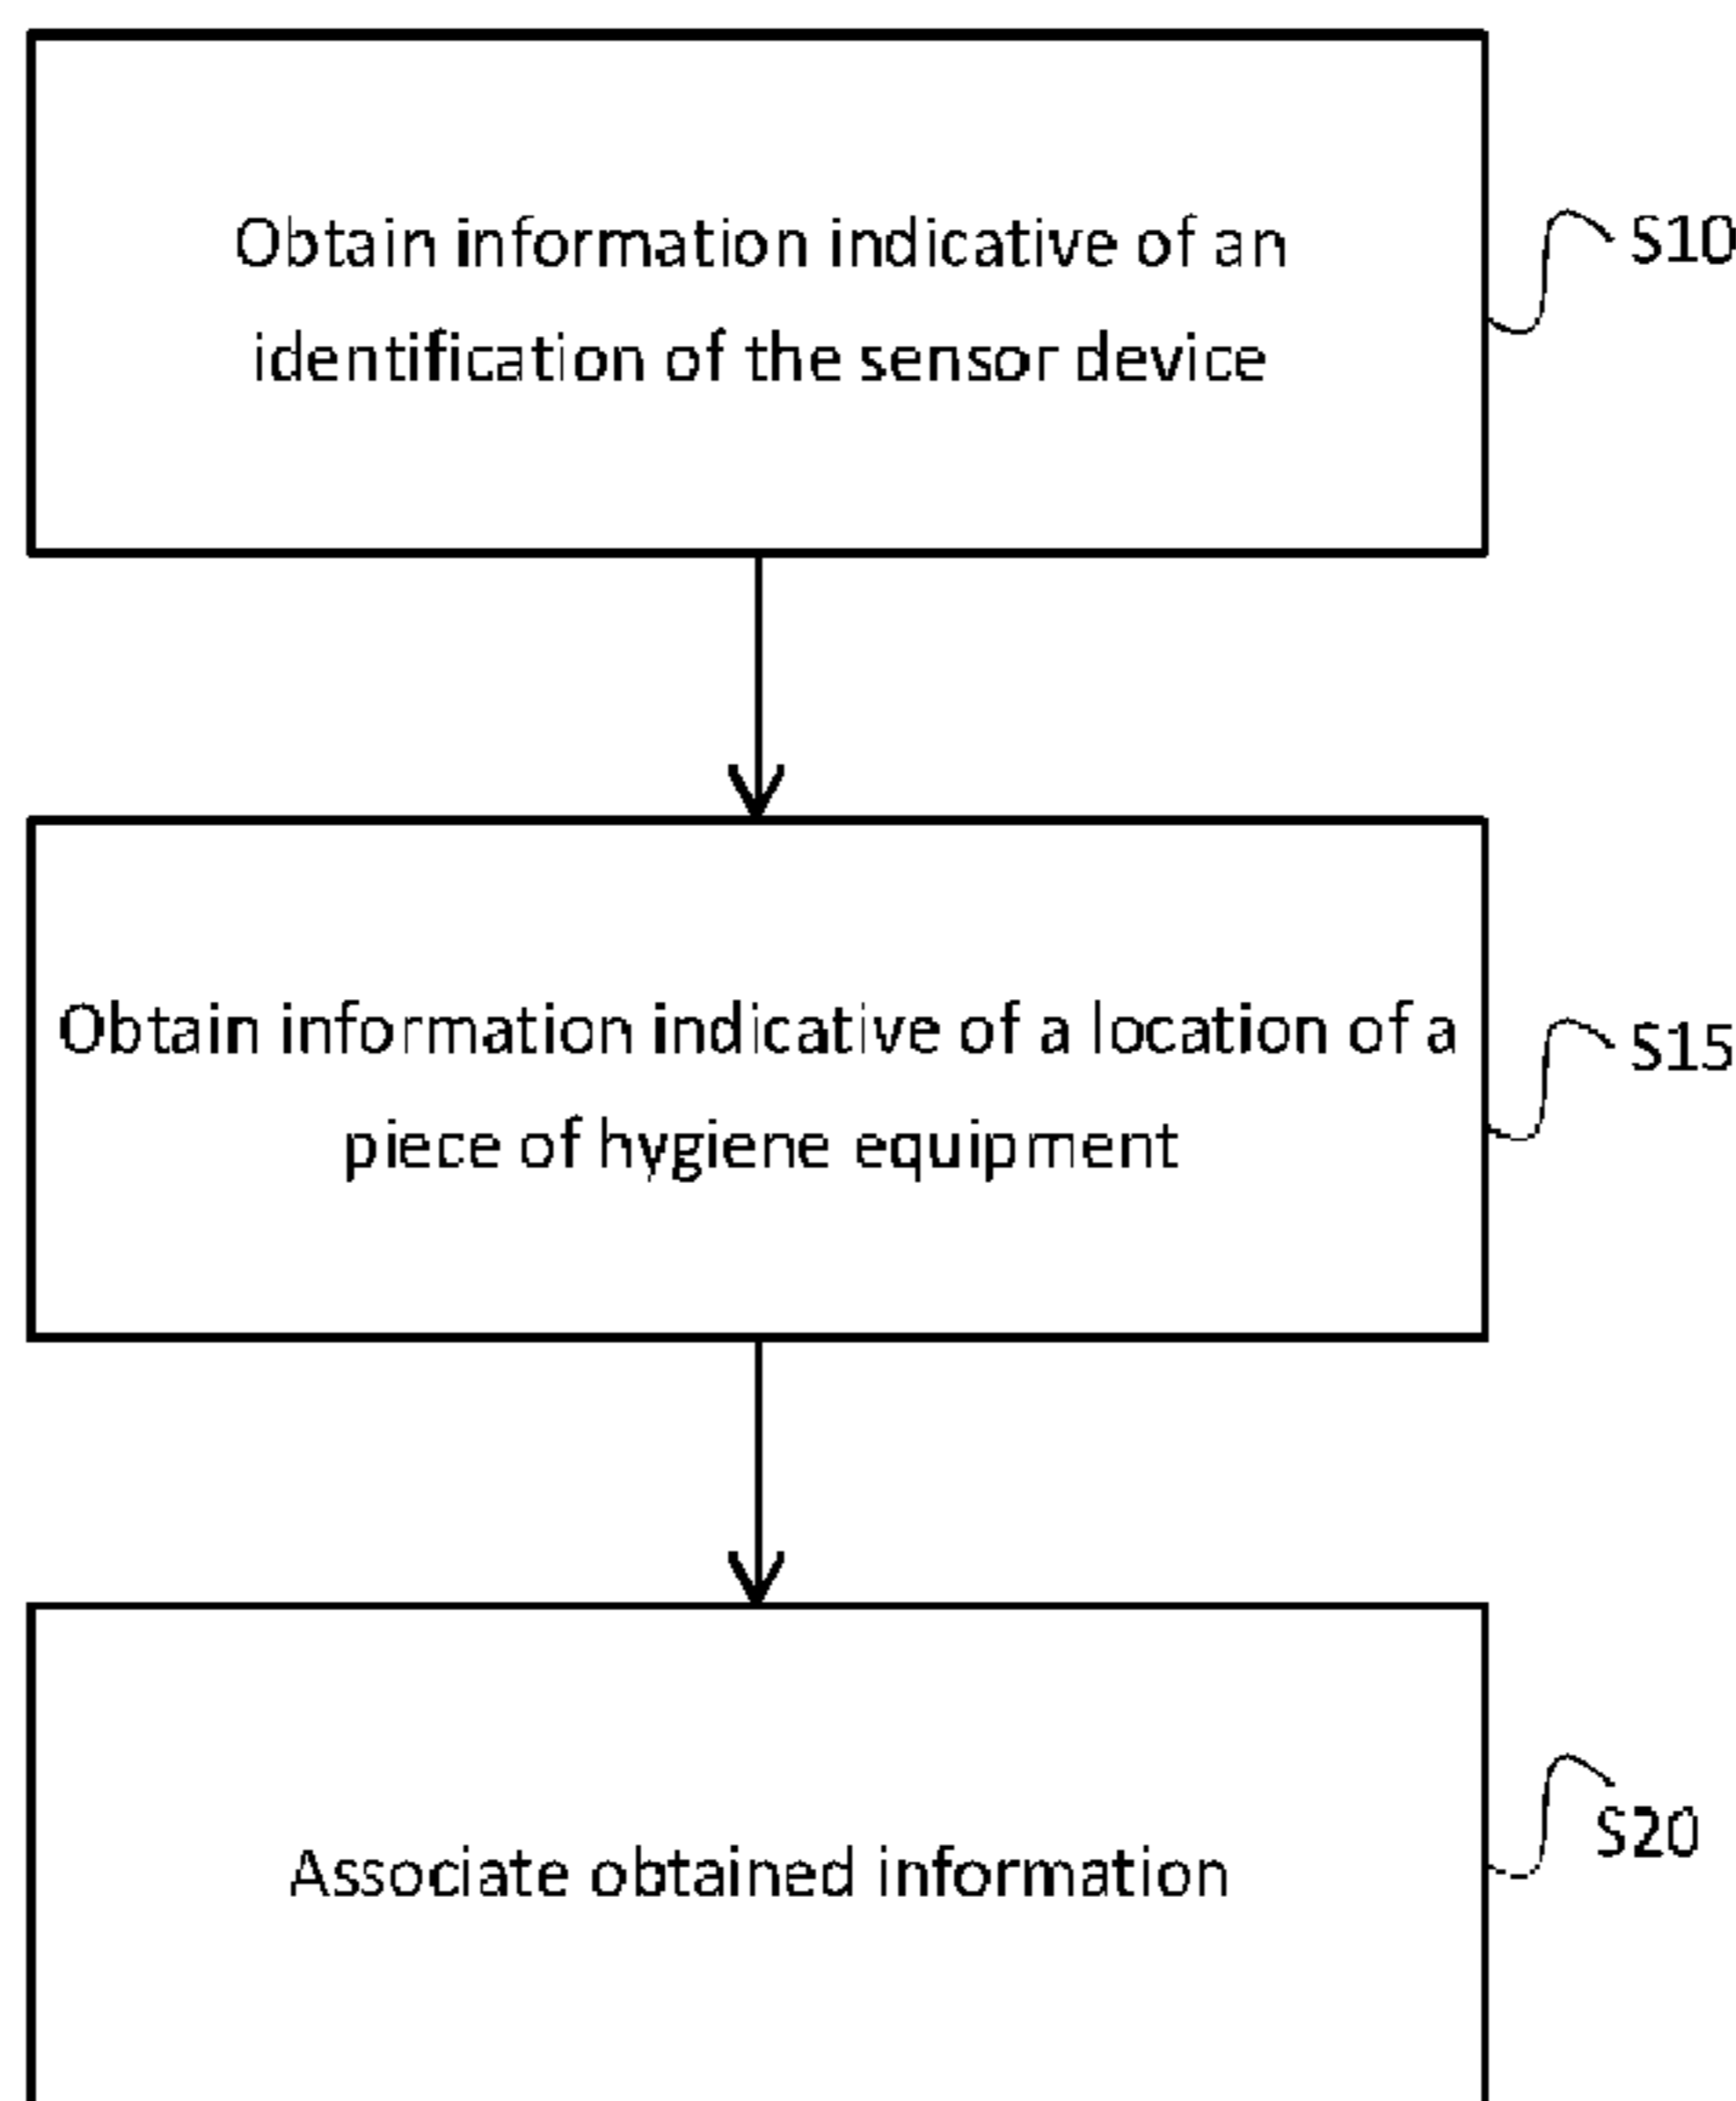 Obtain information indicative of an
identification of the sensor device
S10
Obtain information indicative of a location of a
piece of hygiene equipment
S15
Associate obtained information
S20